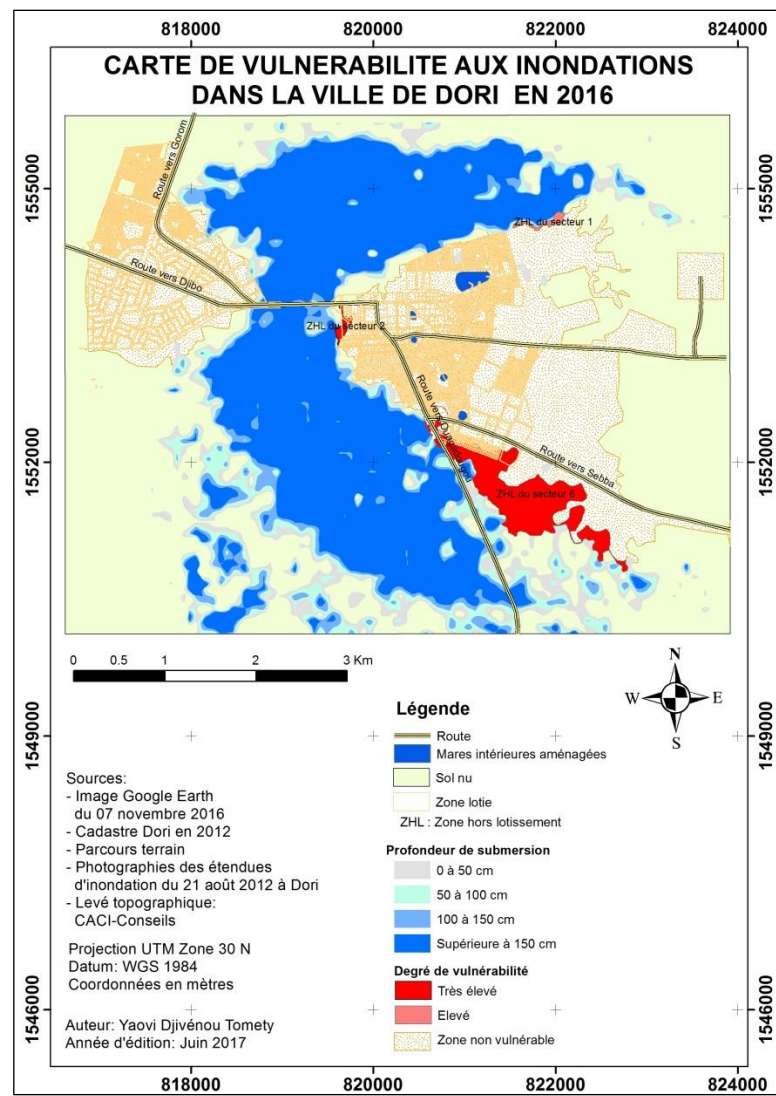 818000 820000 822000 824000
CARTE DE VULNERABILITE AUX INONDATIONS
DANS LA VILLE DE DORI EN 2016
1555000
1555000
Route vers Gorom
ZHL du secteur 1
Route vers Djibo
ZHL du secteur 2
Route vers Ouagadougou
1552000
1552000
Route vers Sebba
ZHL du secteur 6
0 0.5 1 2 3 Km
N
W E
S
1549000
1549000
Légende
Route
Mares intérieures aménagées
Sol nu
Zone lotie
ZHL : Zone hors lotissement
Profondeur de submersion
0 à 50 cm
50 à 100 cm
100 à 150 cm
Supérieure à 150 cm
Degré de vulnérabilité
Très élevé
Elevé
Zone non vulnérable
Sources:
- Image Google Earth
du 07 novembre 2016
- Cadastre Dori en 2012
- Parcours terrain
- Photographies des étendues
d'inondation du 21 août 2012 à Dori
- Levé topographique:
CACI-Conseils
Projection UTM Zone 30 N
Datum: WGS 1984
Coordonnées en mètres
Auteur: Yaovi Djivénou Tomety
Année d'édition: Juin 2017
1546000
1546000
818000 820000 822000 824000